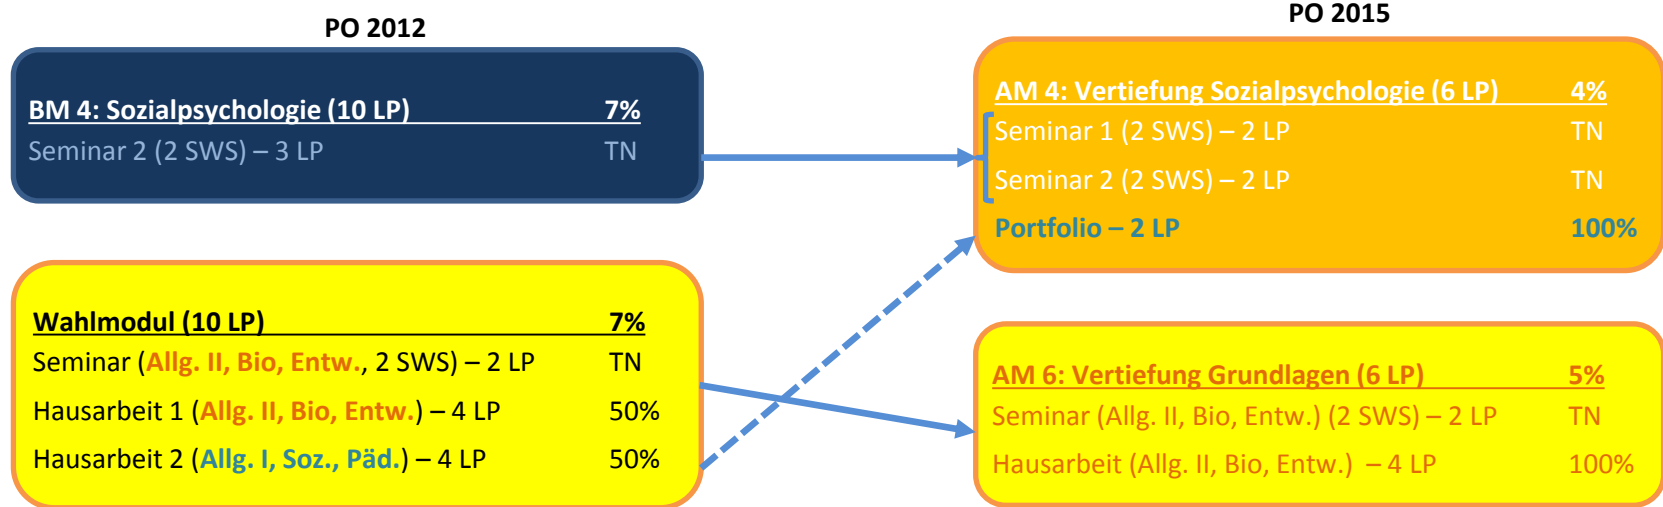 PO 2012
BM 4: Sozialpsychologie (10 LP) 7%
Seminar 2 (2 SWS) – 3 LP TN
Wahlmodul (10 LP) 7%
Seminar (Allg. II, Bio, Entw., 2 SWS) – 2 LP TN
Hausarbeit 1 (Allg. II, Bio, Entw.) – 4 LP 50%
Hausarbeit 2 (Allg. I, Soz., Päd.) – 4 LP 50%
PO 2015
AM 4: Vertiefung Sozialpsychologie (6 LP) 4%
Seminar 1 (2 SWS) – 2 LP TN
Seminar 2 (2 SWS) – 2 LP TN
Portfolio – 2 LP 100%
AM 6: Vertiefung Grundlagen (6 LP) 5%
Seminar (Allg. II, Bio, Entw.) (2 SWS) – 2 LP TN
Hausarbeit (Allg. II, Bio, Entw.) – 4 LP 100%